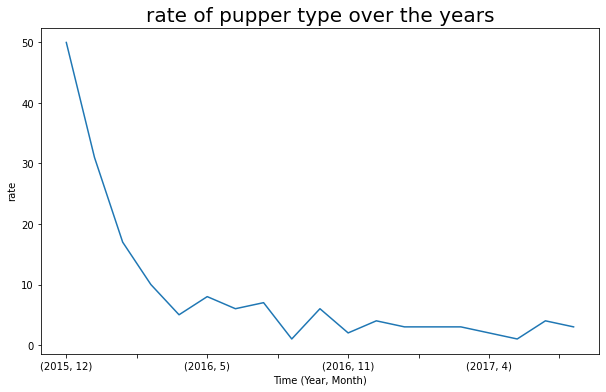 rate of pupper type over the years
50
40
30
20
10
0
rate
(2015, 12) (2016, 5) (2016, 11) (2017, 4)
Time (Year, Month)